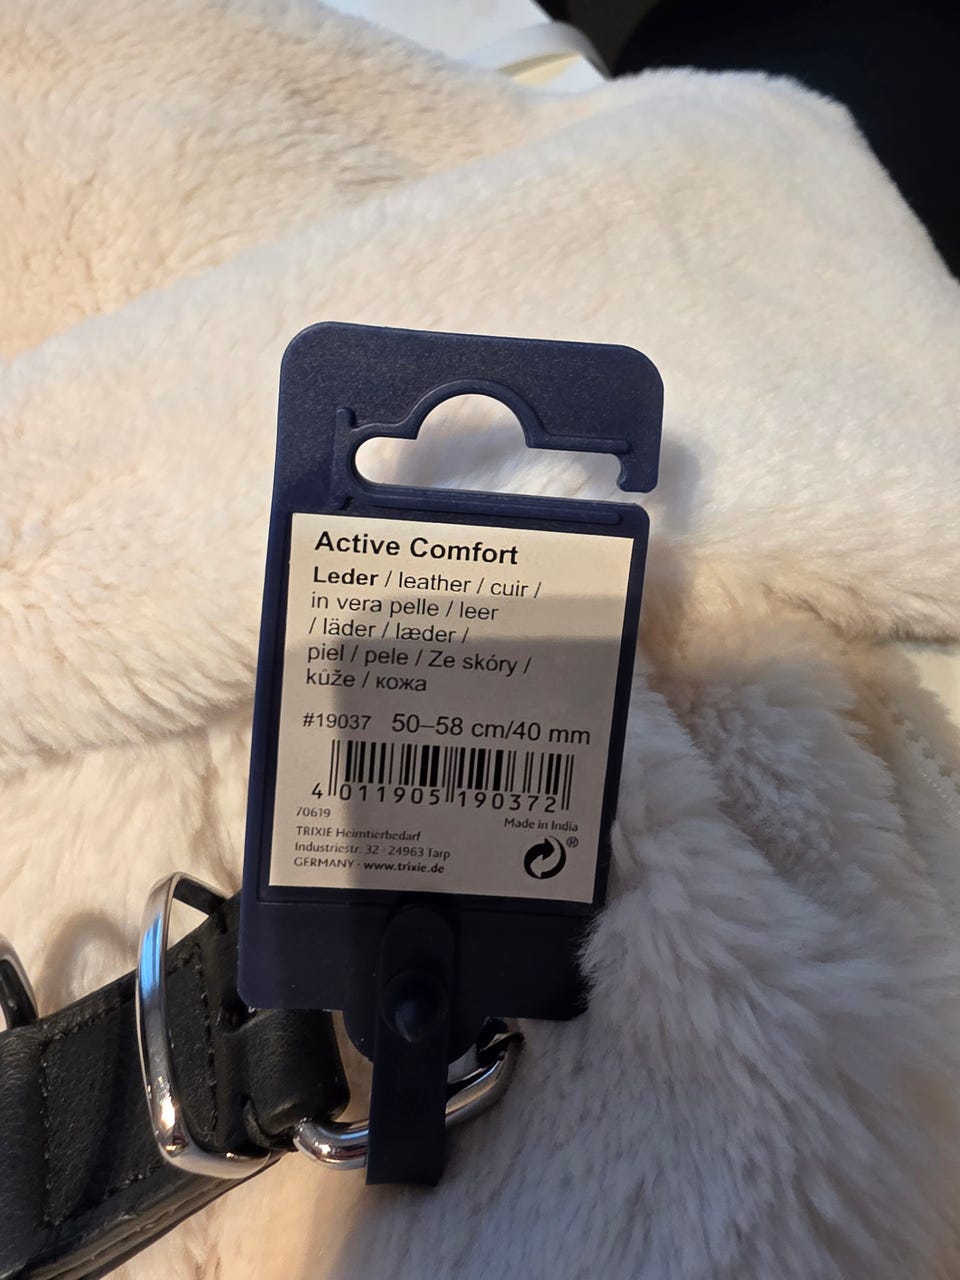 Active Comfort
Leder / leather / cuir /
in vera pelle / leer
/ läder / læder /
piel / pele / Ze skóry /
kůže / кожа
#19037 50–58 cm/40 mm
4 011905 190372
70619
Made in India
TRIXIE Heimtierbedarf
Industriestr. 32 · 24963 Tarp
GERMANY · www.trixie.de
®